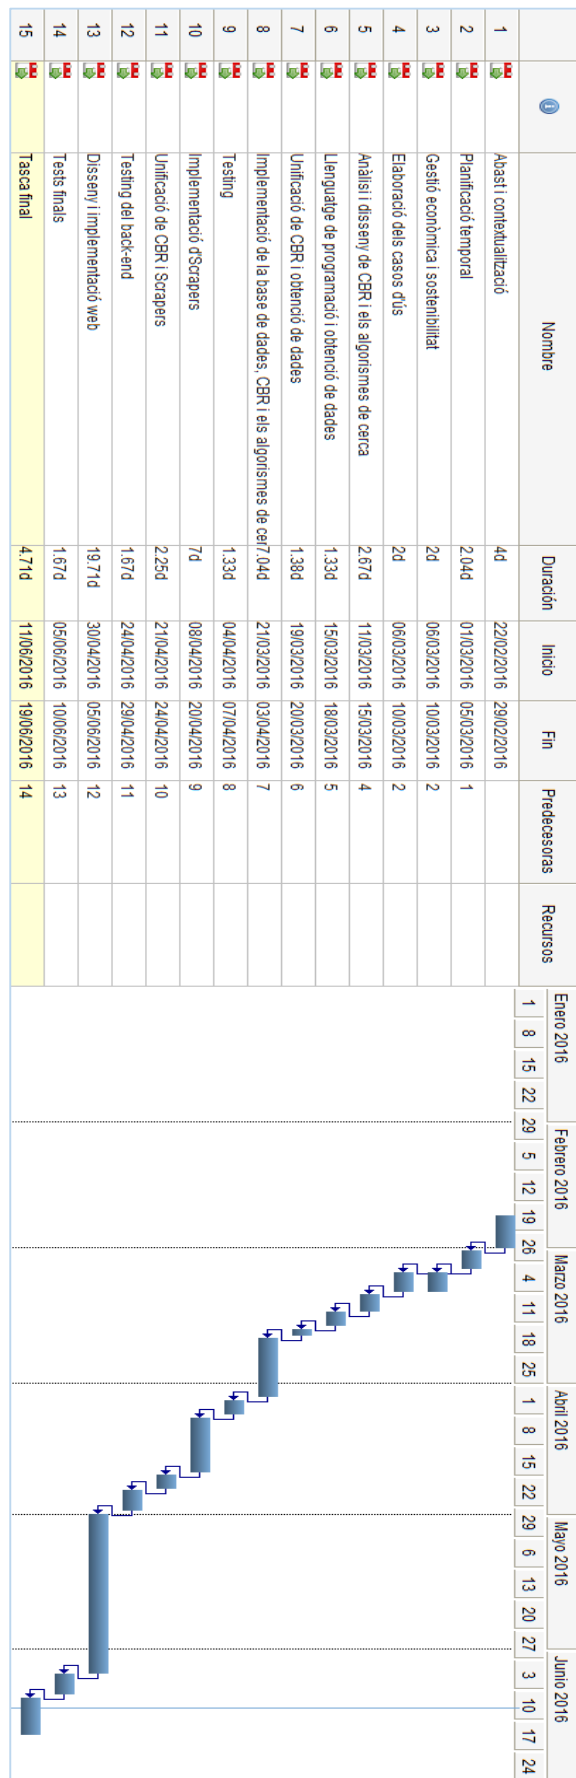 Nombre Duración Inicio Fin Predecesoras Recursos
1 Abast i contextualització 4d 22/02/2016 29/02/2016
2 Planificació temporal 2.04d 01/03/2016 05/03/2016 1
3 Gestió econòmica i sostenibilitat 2d 06/03/2016 10/03/2016 2
4 Elaboració dels casos d'ús 2d 06/03/2016 10/03/2016 2
5 Anàlisi i disseny de CBR i els algorismes de cerca 2.67d 11/03/2016 15/03/2016 4
6 Llenguatge de programació i obtenció de dades 1.33d 15/03/2016 18/03/2016 5
7 Unificació de CBR i obtenció de dades 1.38d 19/03/2016 20/03/2016 6
8 Implementació de la base de dades, CBR i els algorismes de cer 7.04d 21/03/2016 03/04/2016 7
9 Testing 1.33d 04/04/2016 07/04/2016 8
10 Implementació d'Scrapers 7d 08/04/2016 20/04/2016 9
11 Unificació de CBR i Scrapers 2.25d 21/04/2016 24/04/2016 10
12 Testing del back-end 1.67d 24/04/2016 29/04/2016 11
13 Disseny i implementació web 19.71d 30/04/2016 05/06/2016 12
14 Tests finals 1.67d 05/06/2016 10/06/2016 13
15 Tasca final 4.71d 11/06/2016 19/06/2016 14
Enero 2016 Febrero 2016 Marzo 2016 Abril 2016 Mayo 2016 Junio 2016
1 8 15 22 29 5 12 19 26 4 11 18 25 1 8 15 22 29 6 13 20 27 3 10 17 24